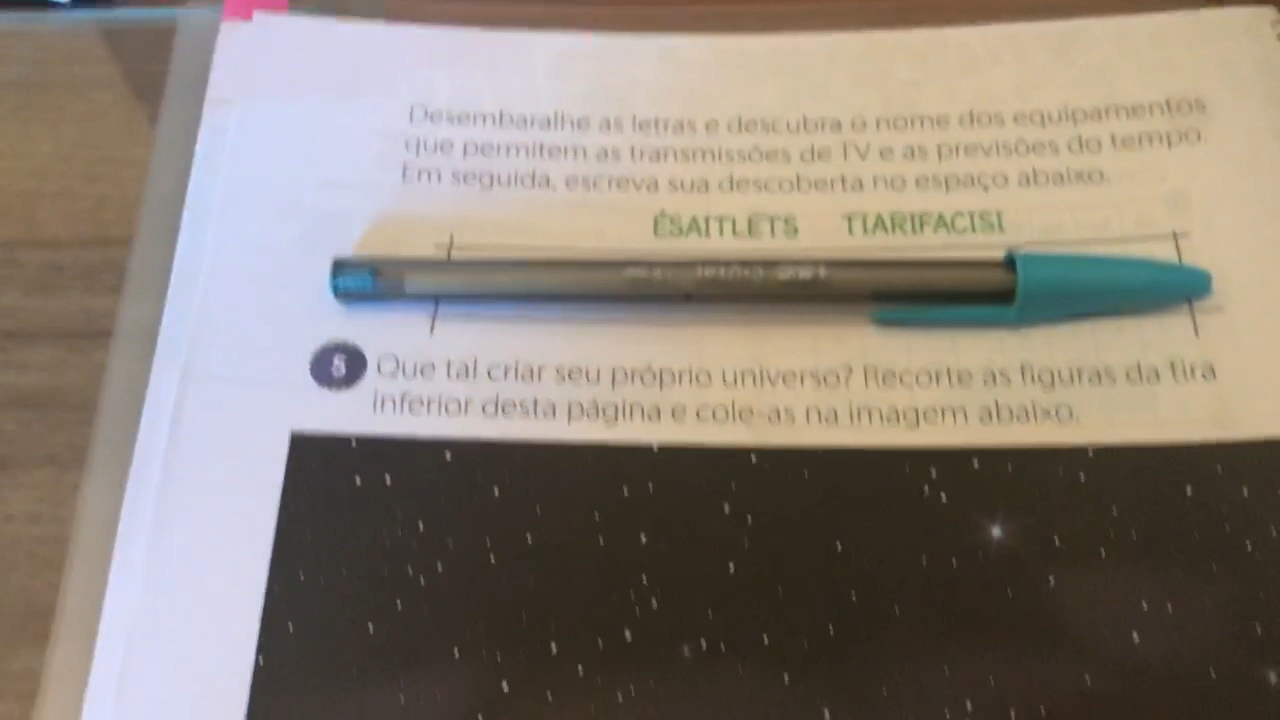 Desembaralhe as letras e descubra o nome dos equipamentos
que permitem as transmissões de TV e as previsões do tempo.
Em seguida, escreva sua descoberta no espaço abaixo.
ÉSAITLETS TIARIFACISI
Que tal criar seu próprio universo? Recorte as figuras da tira
inferior desta página e cole-as na imagem abaixo.